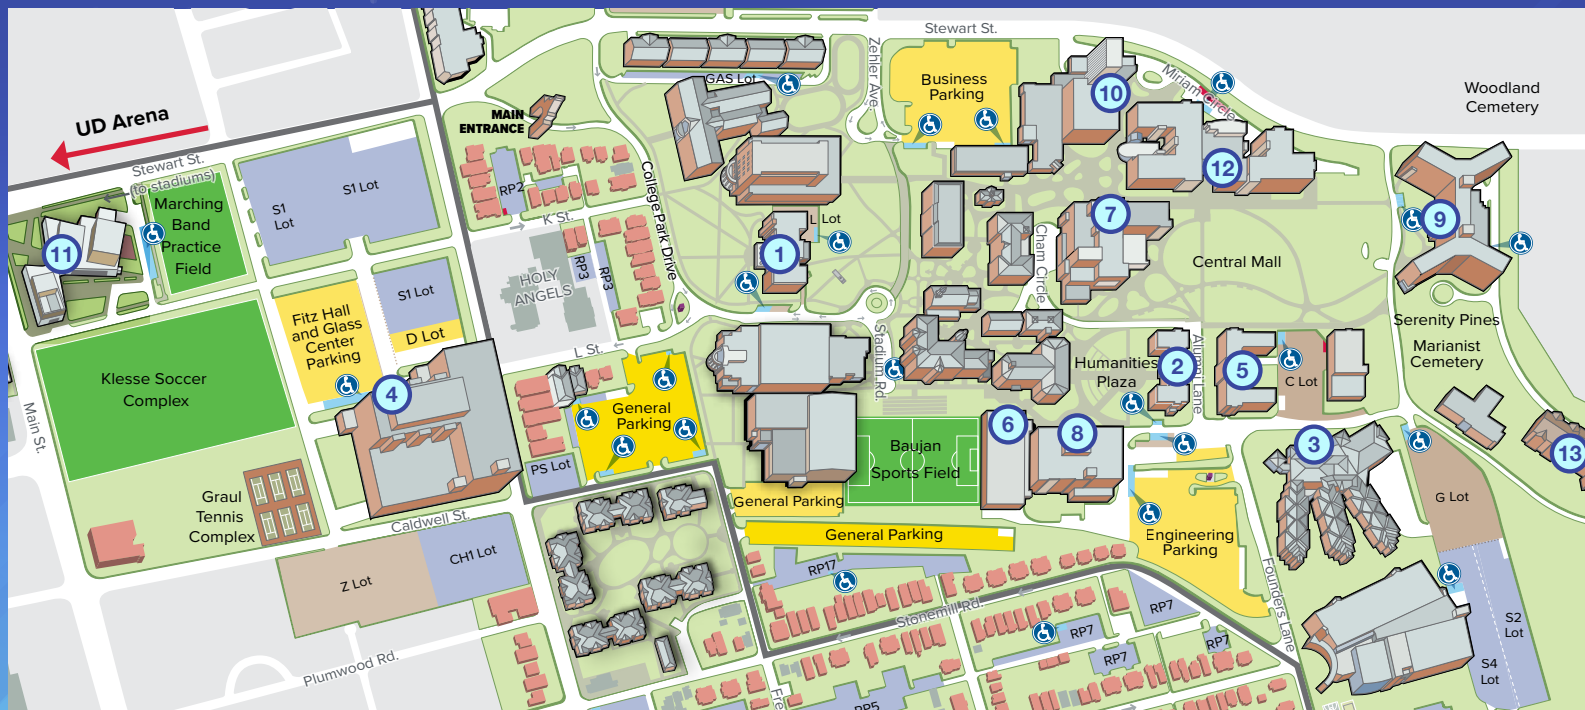 Stewart St.
Zehler Ave.
Business
Parking
GAS Lot
Miriam Circle
Woodland
Cemetery
10
MAIN
ENTRANCE
UD Arena
Stewart St.
(to stadiums)
S1 Lot
S1
Lot
RP2
College Park Drive
12
Marching
Band
Practice
Field
K St.
L Lot
7
9
11
1
Cham Circle
Central Mall
RP3
RP3
HOLY
ANGELS
S1 Lot
Fitz Hall
and Glass
Center
Parking
D Lot
Serenity Pines
Marianist
Cemetery
L St.
Stadium Rd.
Humanities
Plaza
2
Alumni Lane
5
C Lot
Klesse Soccer
Complex
4
Main St.
General
Parking
6
8
3
13
Baujan
Sports Field
PS Lot
Graul
Tennis
Complex
General Parking
G Lot
Caldwell St.
General Parking
Engineering
Parking
CH1 Lot
Z Lot
RP17
Founders Lane
Stonemill Rd.
RP7
RP7
RP7
RP7
S2
Lot
S4
Lot
Plumwood Rd.
Fre
RP5